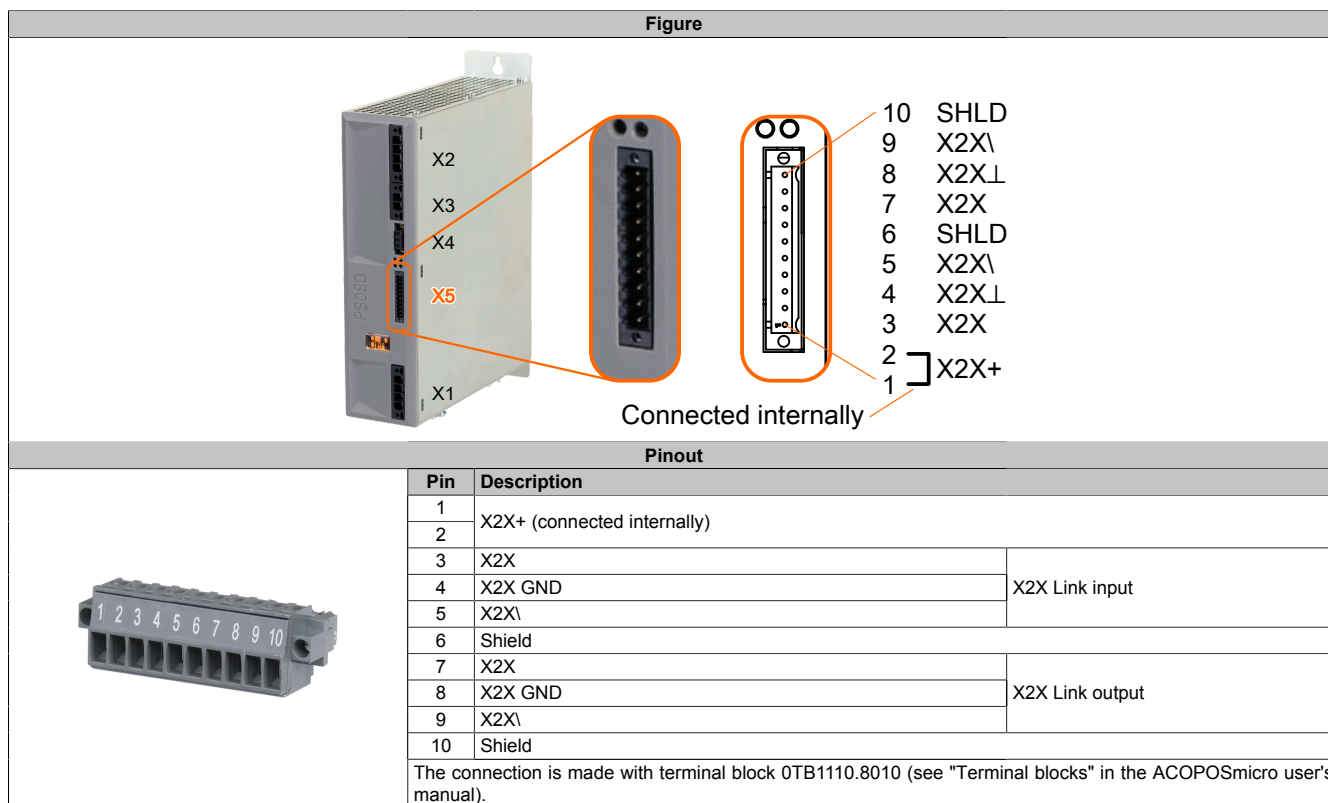 Figure
X2
X3
X4
X5
PS080
X1
10 SHLD
9 X2X\
8 X2X⊥
7 X2X
6 SHLD
5 X2X\
4 X2X⊥
3 X2X
2
1
X2X+
Connected internally
Pinout
Pin Description
1
2
X2X+ (connected internally)
3 X2X
4 X2X GND
5 X2X\
X2X Link input
6 Shield
7 X2X
8 X2X GND
9 X2X\
X2X Link output
10 Shield
1 2 3 4 5 6 7 8 9 10
The connection is made with terminal block 0TB1110.8010 (see "Terminal blocks" in the ACOPOSmicro user's
manual).